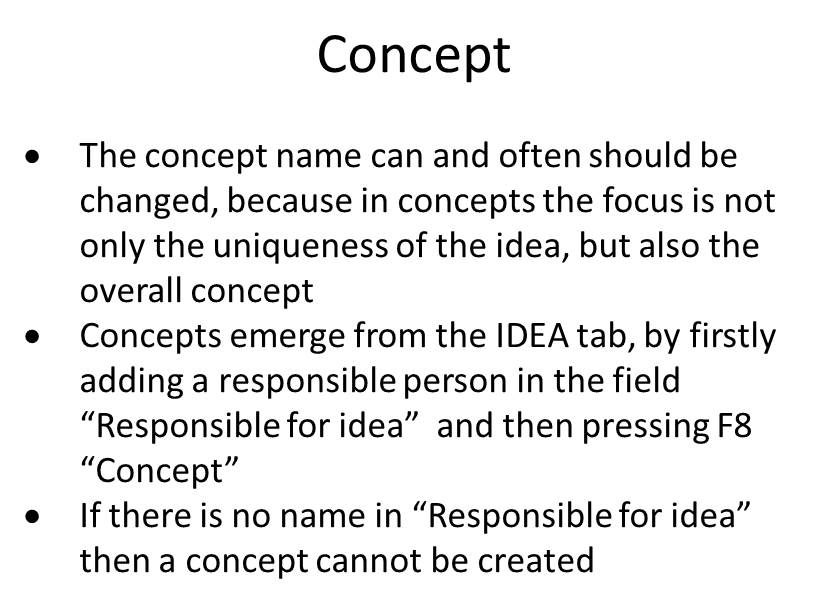 Concept
• The concept name can and often should be
changed, because in concepts the focus is not
only the uniqueness of the idea, but also the
overall concept
• Concepts emerge from the IDEA tab, by firstly
adding a responsible person in the field
“Responsible for idea”  and then pressing F8
“Concept”
• If there is no name in “Responsible for idea”
then a concept cannot be created